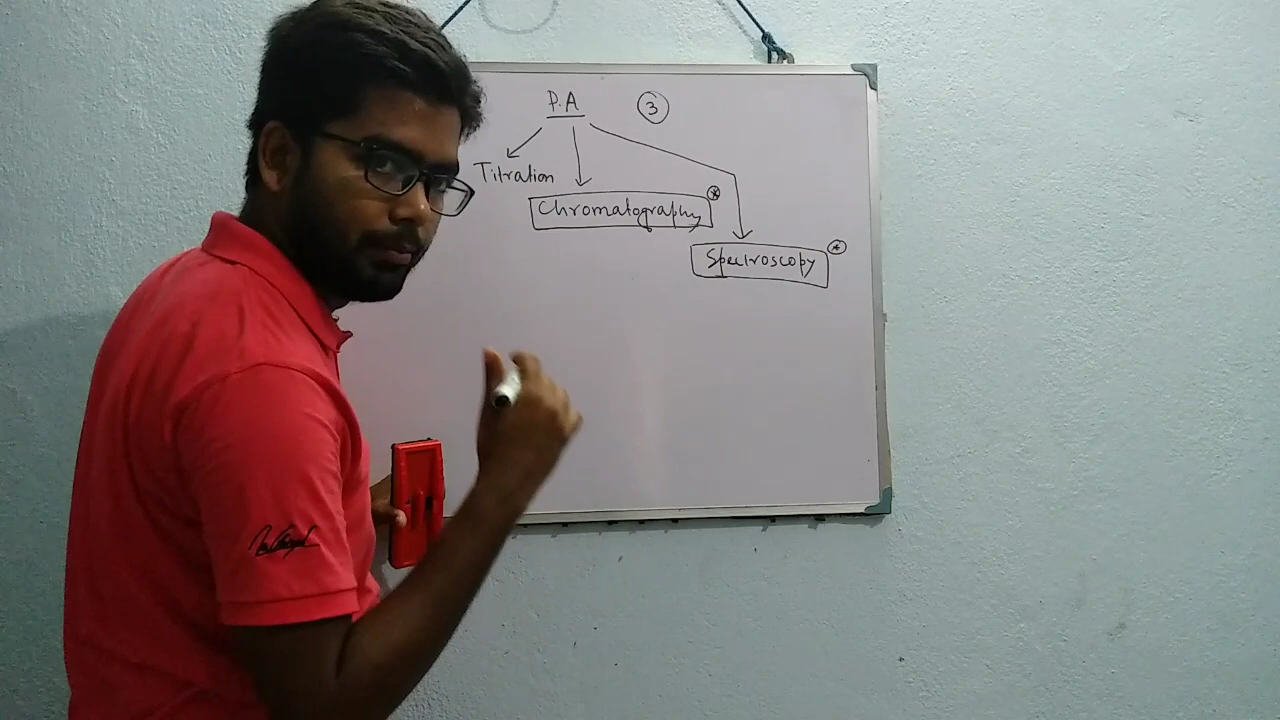 P.A ③
Titration
Chromatography *
Spectroscopy *